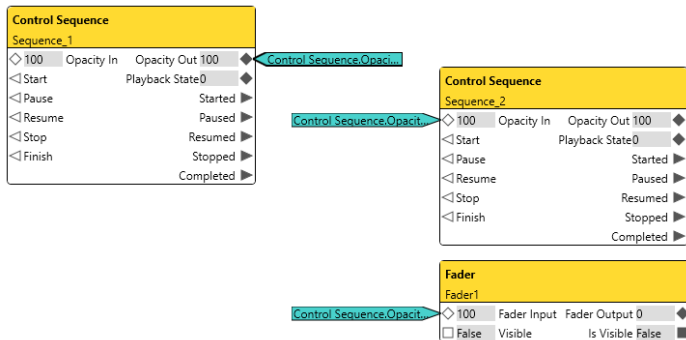 Control Sequence
Sequence_1
100 Opacity In Opacity Out 100
Control Sequence.Opaci...
Start Playback State 0
Pause Started
Resume Paused
Stop Resumed
Finish Stopped
Completed
Control Sequence
Sequence_2
Control Sequence.Opacit...
100 Opacity In Opacity Out 100
Start Playback State 0
Pause Started
Resume Paused
Stop Resumed
Finish Stopped
Completed
Fader
Fader1
Control Sequence.Opacit...
100 Fader Input Fader Output 0
False Visible Is Visible False